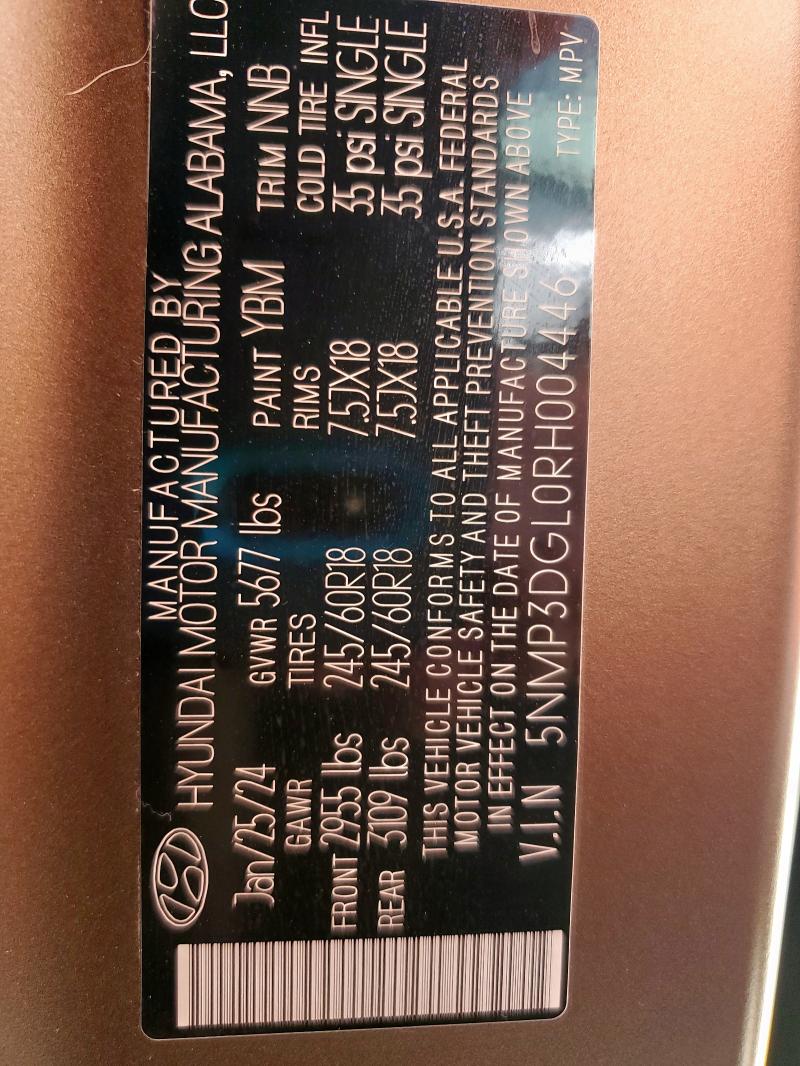 MANUFACTURED BY
HYUNDAI MOTOR MANUFACTURING ALABAMA, LLC
Jan/25/24 GVWR 5677 lbs PAINT YBM TRIM NNB
GAWR TIRES RIMS COLD TIRE INFL
FRONT 2955 lbs 245/60R18 7.5JX18 35 psi SINGLE
REAR 3109 lbs 245/60R18 7.5JX18 35 psi SINGLE
THIS VEHICLE CONFORMS TO ALL APPLICABLE U.S.A. FEDERAL
MOTOR VEHICLE SAFETY AND THEFT PREVENTION STANDARDS
IN EFFECT ON THE DATE OF MANUFACTURE SHOWN ABOVE
V.I.N 5NMP3DGL0RH004446 TYPE: MPV